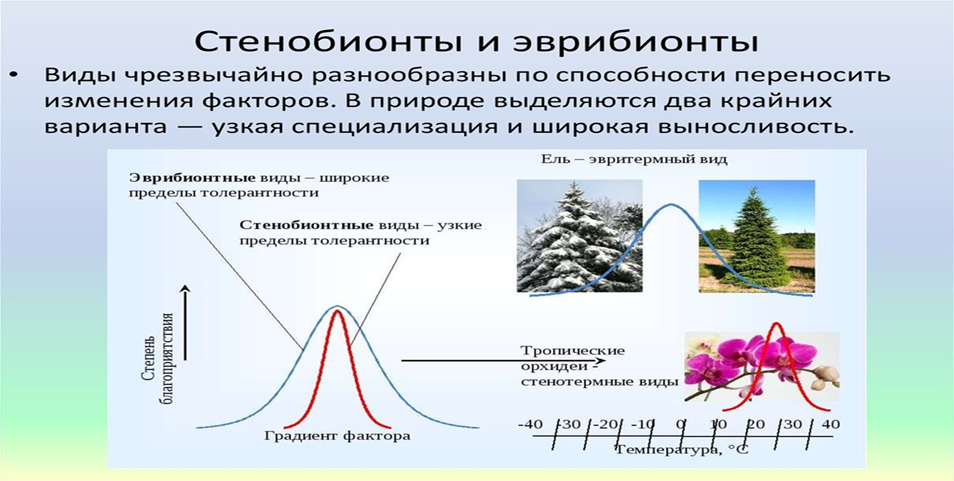 Стенобионты и эврибионты
• Виды чрезвычайно разнообразны по способности переносить
изменения факторов. В природе выделяются два крайних
варианта — узкая специализация и широкая выносливость.
Эврибионтные виды – широкие
пределы толерантности
Стенобионтные виды – узкие
пределы толерантности
Степень
благоприятствия
Градиент фактора
Ель – эвритермный вид
Тропические
орхидеи -
стенотермные виды
-40 -30 -20 -10 0 10 20 30 40
Температура, °С